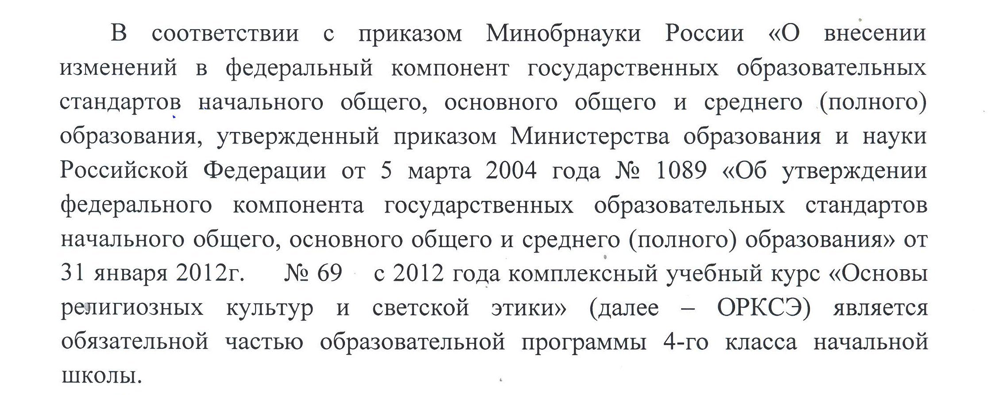 В соответствии с приказом Минобрнауки России «О внесении
изменений в федеральный компонент государственных образовательных
стандартов начального общего, основного общего и среднего (полного)
образования, утвержденный приказом Министерства образования и науки
Российской Федерации от 5 марта 2004 года № 1089 «Об утверждении
федерального компонента государственных образовательных стандартов
начального общего, основного общего и среднего (полного) образования» от
31 января 2012г. № 69 с 2012 года комплексный учебный курс «Основы
религиозных культур и светской этики» (далее – ОРКСЭ) является
обязательной частью образовательной программы 4-го класса начальной
школы.